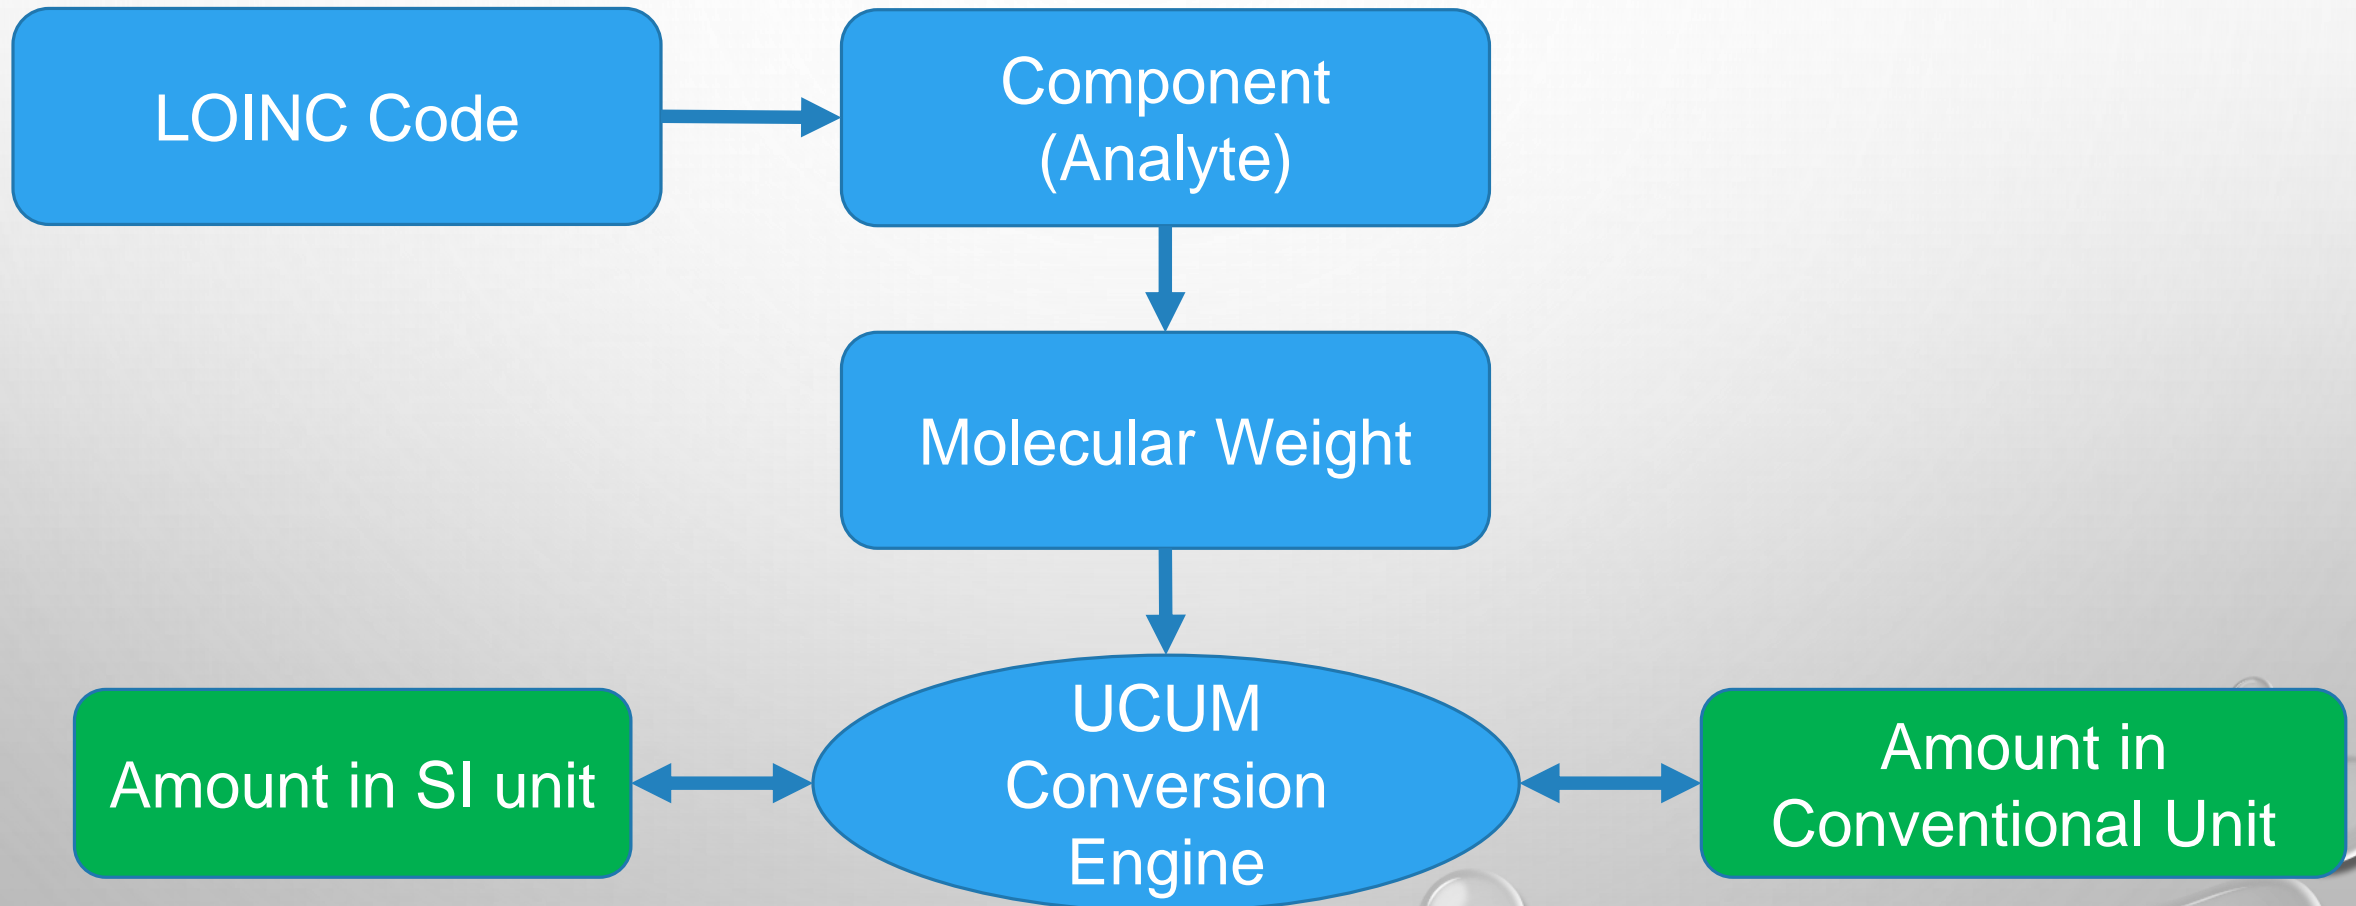 LOINC Code
Component
(Analyte)
Molecular Weight
UCUM
Conversion
Engine
Amount in SI unit
Amount in
Conventional Unit